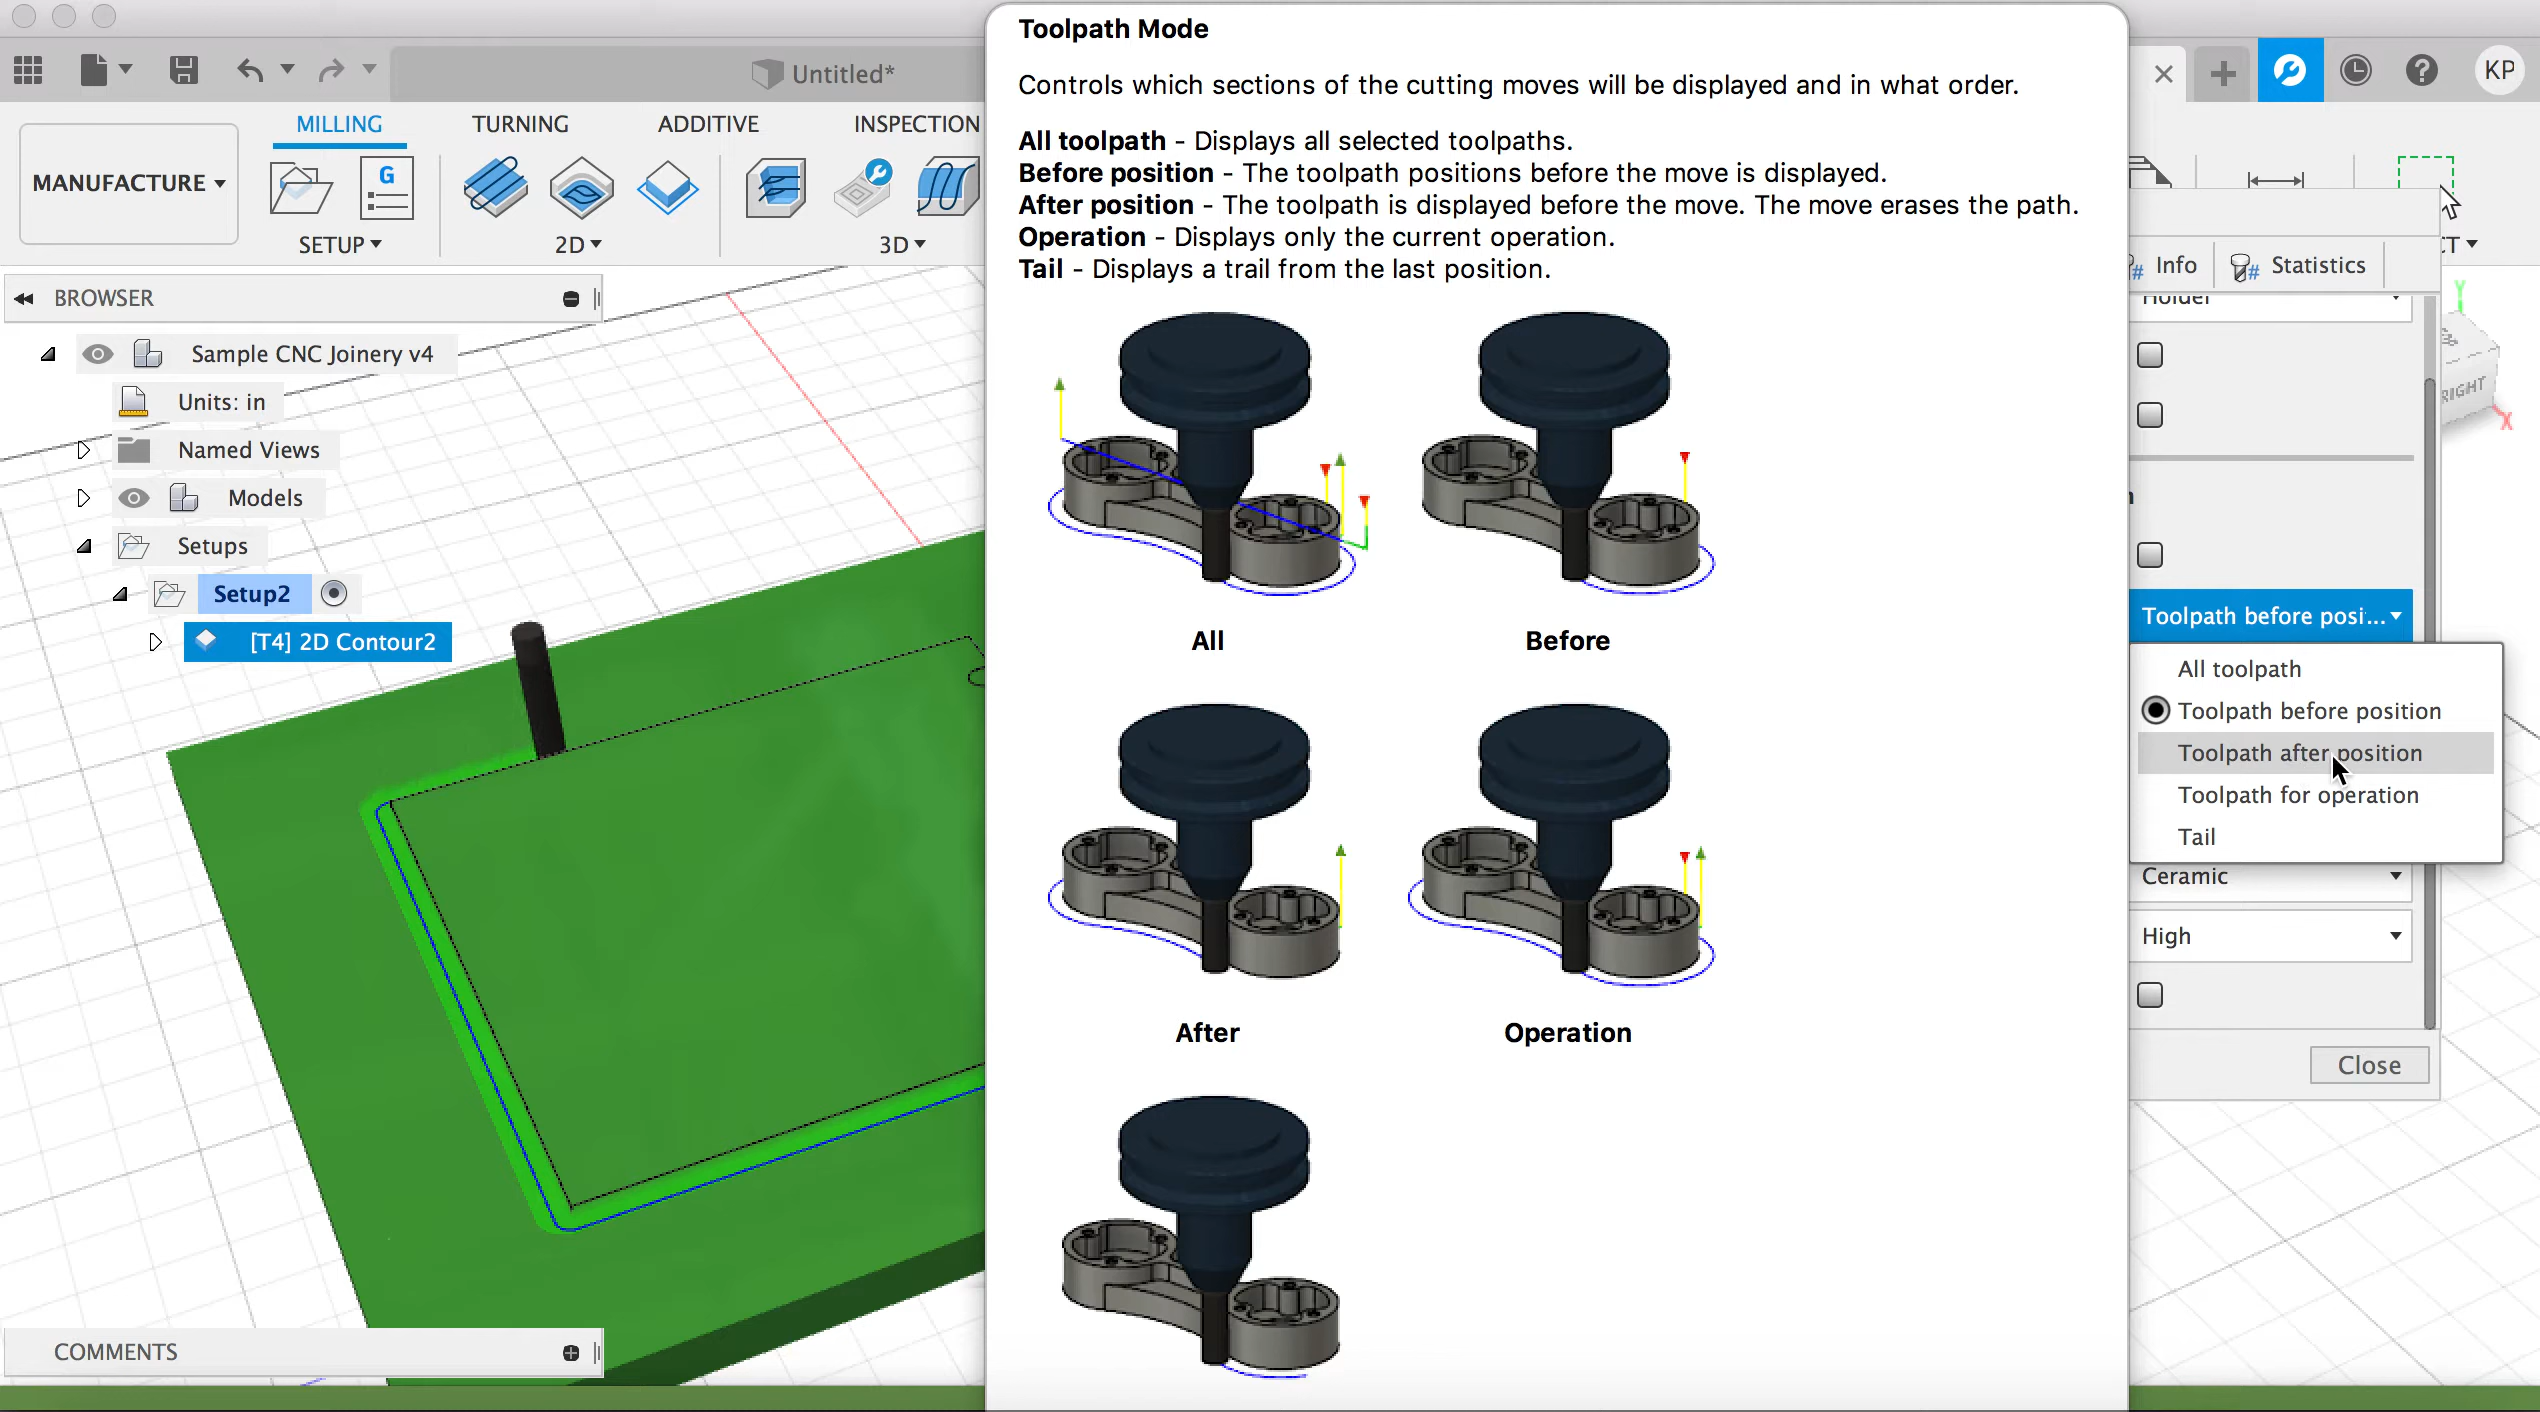 Untitled*
KP
MANUFACTURE
MILLING
TURNING
ADDITIVE
INSPECTION
G
SETUP
2D
3D
CT
BROWSER
Sample CNC Joinery v4
Units: in
Named Views
Models
Setups
Setup2
[T4] 2D Contour2
COMMENTS
Toolpath Mode
Controls which sections of the cutting moves will be displayed and in what order.
All toolpath - Displays all selected toolpaths.
Before position - The toolpath positions before the move is displayed.
After position - The toolpath is displayed before the move. The move erases the path.
Operation - Displays only the current operation.
Tail - Displays a trail from the last position.
All
Before
After
Operation
# Info
# Statistics
Holder
Y
RIGHT
X
Toolpath before posi...
All toolpath
Toolpath before position
Toolpath after position
Toolpath for operation
Tail
Ceramic
High
Close